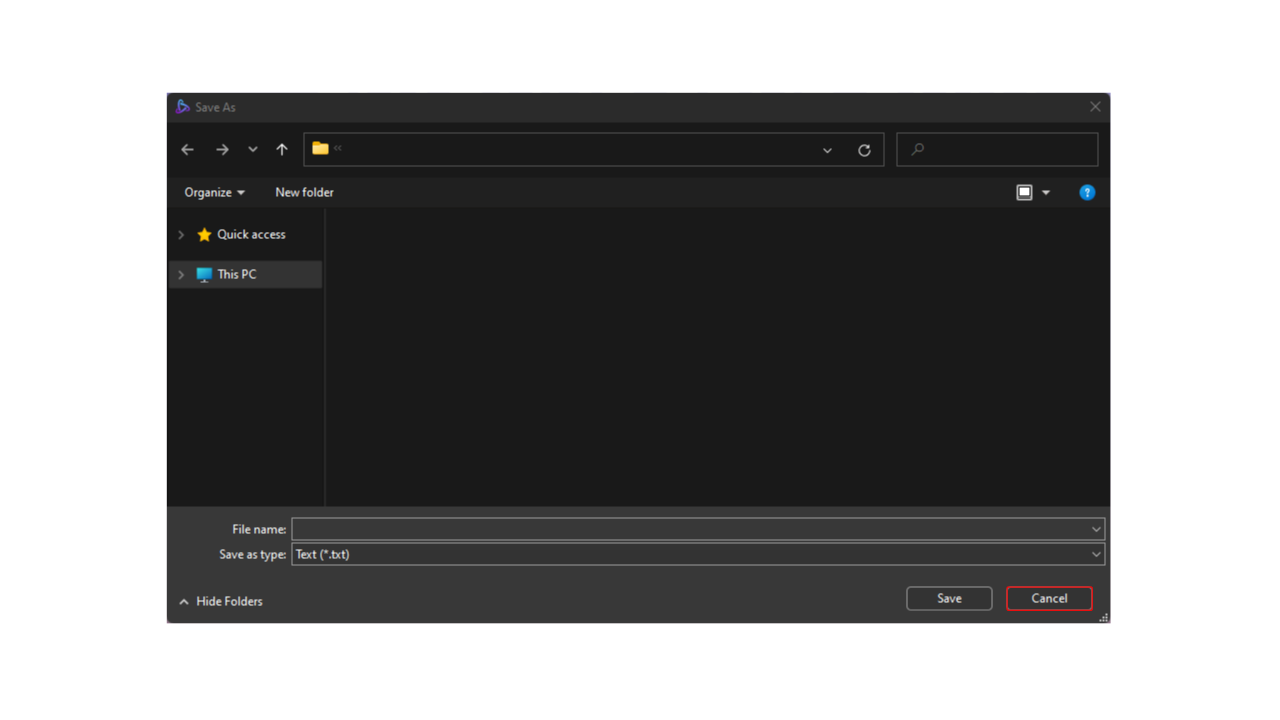 Save As
«
Organize
New folder
?
Quick access
This PC
File name:
Save as type: Text (*.txt)
Hide Folders
Save
Cancel